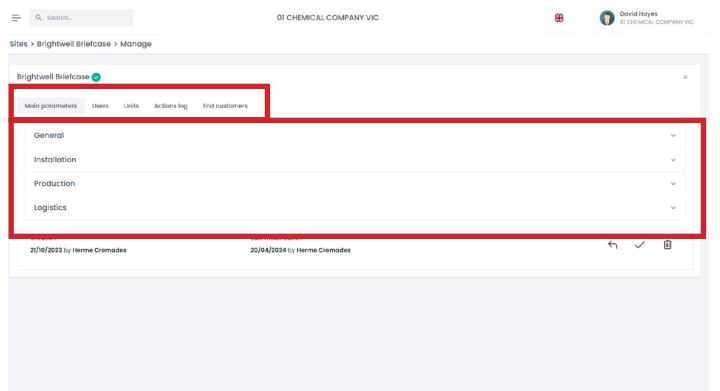 Search..
01 CHEMICAL COMPANY VIC
David Hayes
01 CHEMICAL COMPANY VIC
Sites > Brightwell Briefcase > Manage
Brightwell Briefcase
×
Main parameters Users Units Actions log End customers
General
Installation
Production
Logistics
21/10/2023 by Herme Cremades
20/04/2024 by Herme Cremades